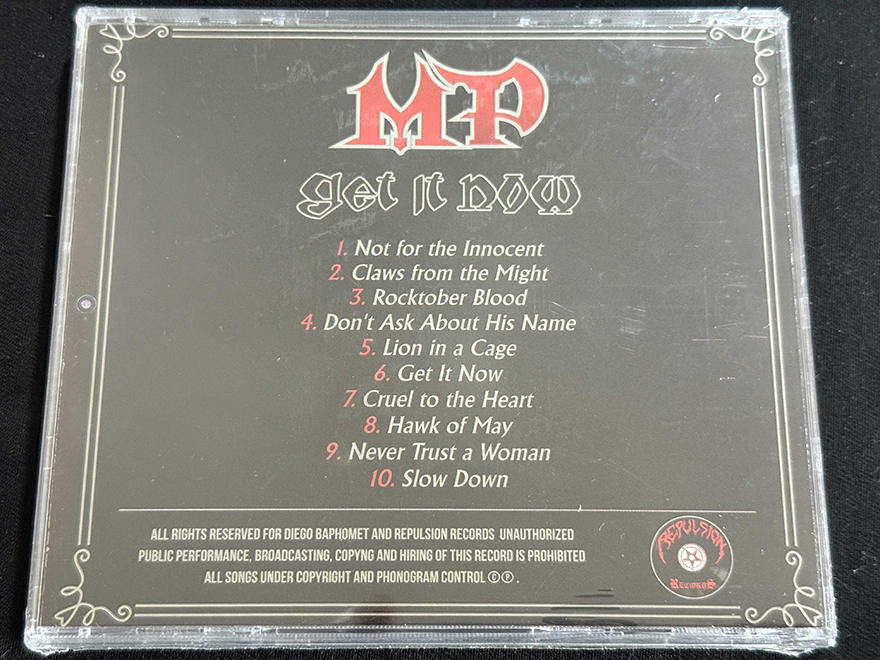 MP
get it now
1. Not for the Innocent
2. Claws from the Might
3. Rocktober Blood
4. Don't Ask About His Name
5. Lion in a Cage
6. Get It Now
7. Cruel to the Heart
8. Hawk of May
9. Never Trust a Woman
10. Slow Down
ALL RIGHTS RESERVED FOR DIEGO BAPHOMET AND REPULSION RECORDS UNAUTHORIZED
PUBLIC PERFORMANCE, BROADCASTING, COPYNG AND HIRING OF THIS RECORD IS PROHIBITED
ALL SONGS UNDER COPYRIGHT AND PHONOGRAM CONTROL ©℗.
REPULSION
RECORDS